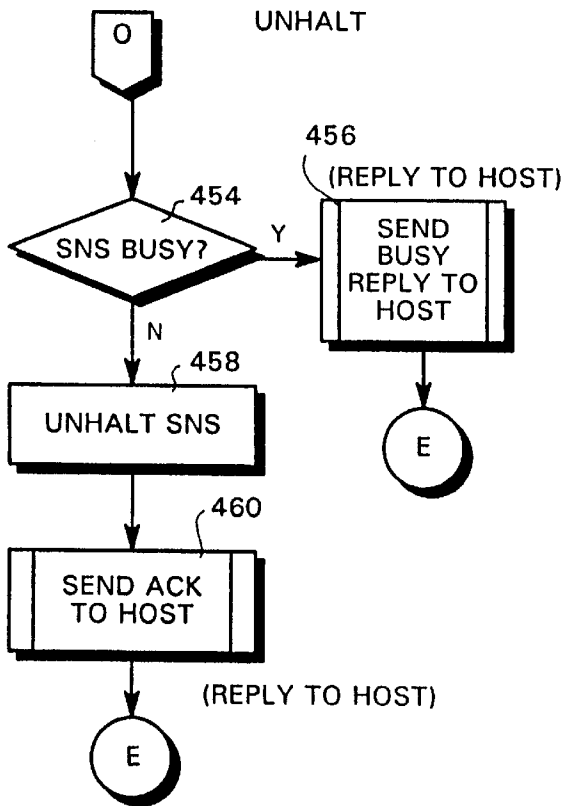 O
UNHALT
456
(REPLY TO HOST)
454
SNS BUSY?
Y
SEND
BUSY
REPLY TO
HOST
N
458
UNHALT SNS
E
460
SEND ACK
TO HOST
(REPLY TO HOST)
E